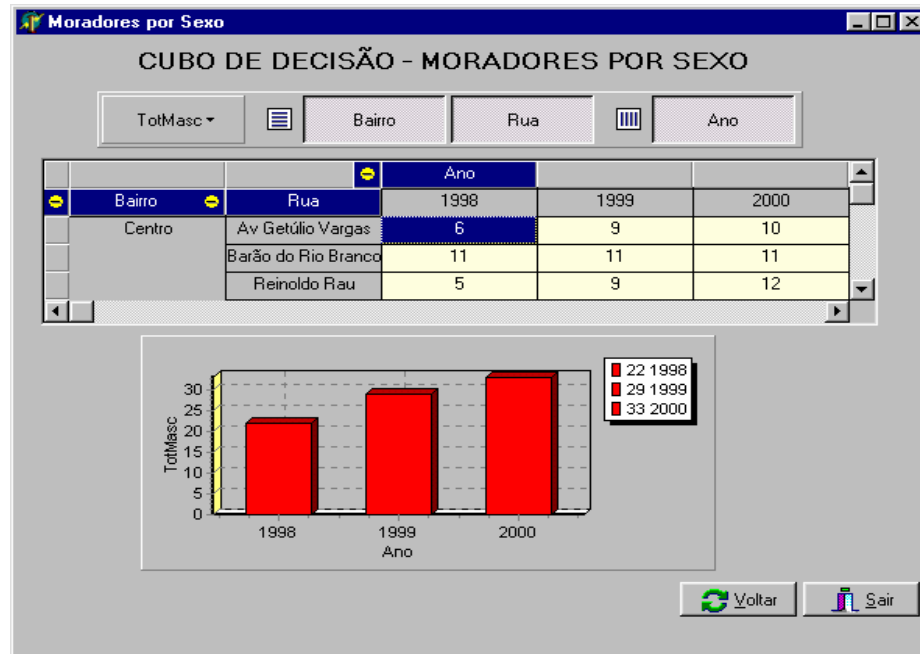 Moradores por Sexo
CUBO DE DECISÃO - MORADORES POR SEXO
TotMasc Bairro Rua Ano
Ano
Bairro Rua 1998 1999 2000
Centro Av Getúlio Vargas 6 9 10
Barão do Rio Branco 11 11 11
Reinoldo Rau 5 9 12
22 1998
29 1999
33 2000
TotMasc
30
25
20
15
10
5
0
1998 1999 2000
Ano
Voltar Sair